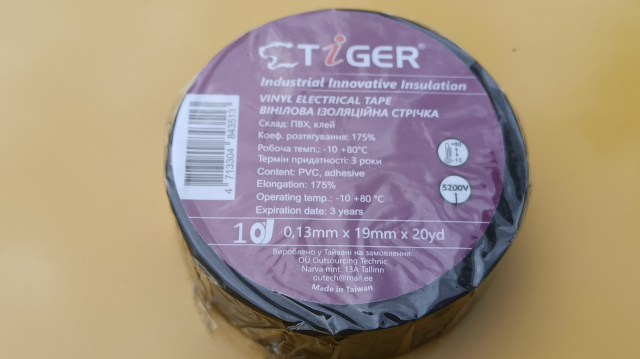 TiGER®
Industrial Innovative Insulation
VINYL ELECTRICAL TAPE
ВІНІЛОВА ІЗОЛЯЦІЙНА СТРІЧКА
Склад: ПВХ, клей
Коеф. розтягування: 175%
Робоча темп.: -10 +80°C
Термін придатності: 3 роки
Content: PVC, adhesive
Elongation: 175%
Operating temp.: -10 +80 °C
Expiration date: 3 years
4 713304 843513
+80
-10
5200V
10 0,13mm x 19mm x 20yd
Вироблено у Тайвані на замовлення:
OÜ Outsourcing Technic
Narva mnt. 13A Tallinn
outech@mail.ee
Made in Taiwan